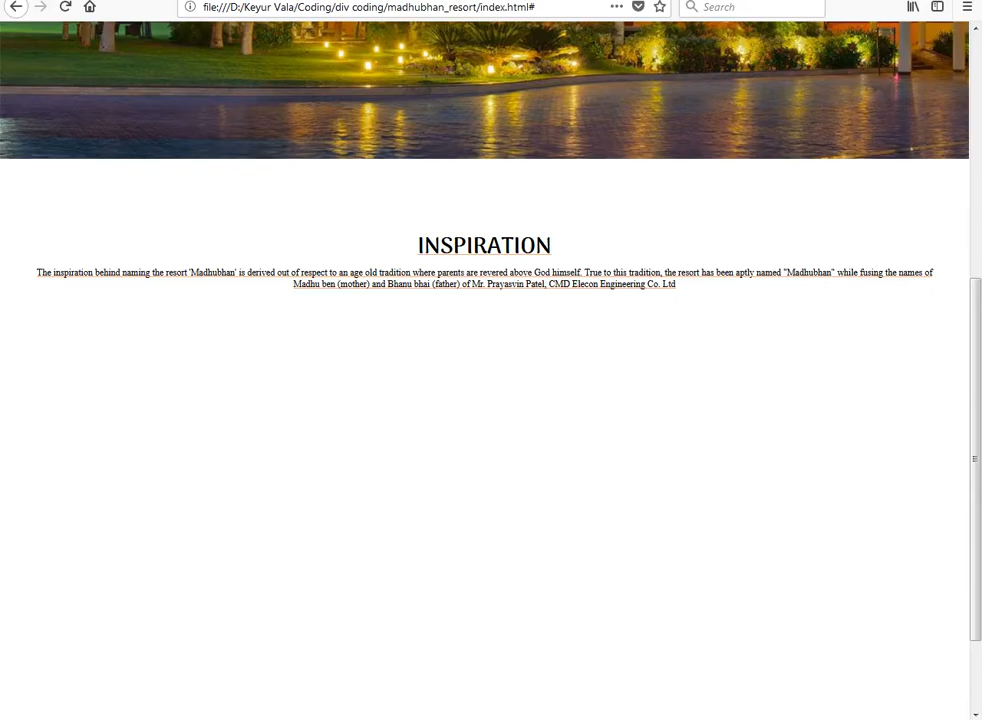 file:///D:/Keyur Vala/Coding/div coding/madhubhan_resort/index.html#
Search
INSPIRATION
The inspiration behind naming the resort 'Madhubhan' is derived out of respect to an age old tradition where parents are revered above God himself. True to this tradition, the resort has been aptly named "Madhubhan" while fusing the names of
Madhu ben (mother) and Bhanu bhai (father) of Mr. Prayasvin Patel, CMD Elecon Engineering Co. Ltd